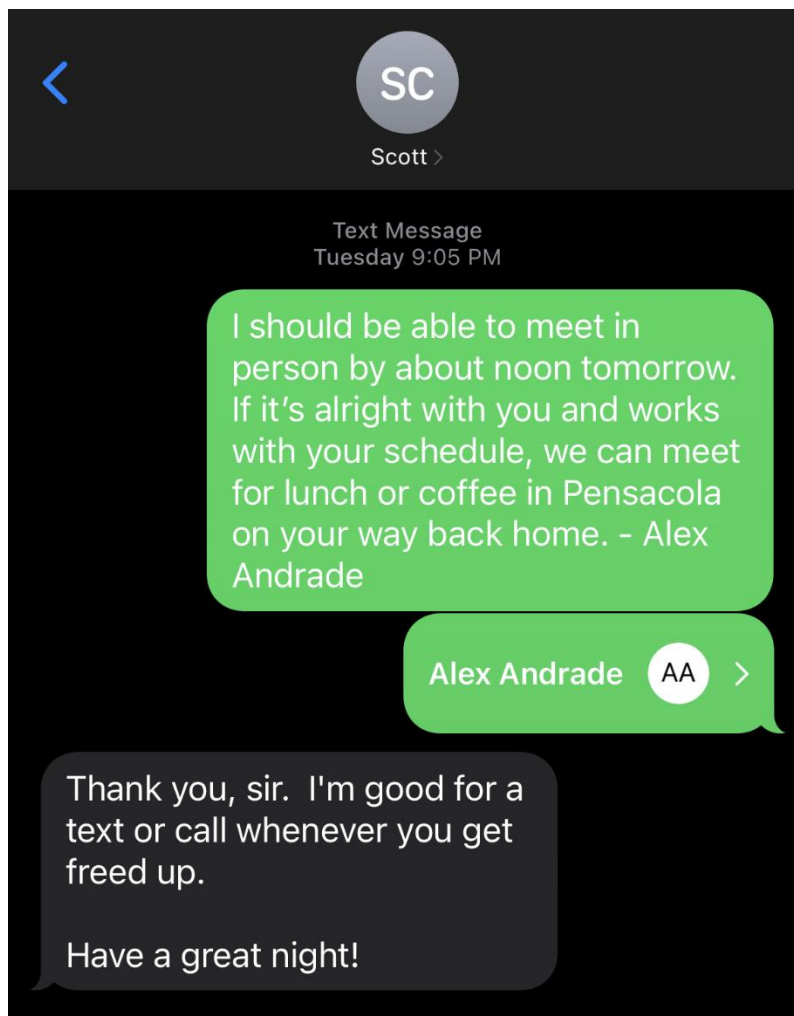 SC
Scott
Text Message
Tuesday 9:05 PM
I should be able to meet in
person by about noon tomorrow.
If it's alright with you and works
with your schedule, we can meet
for lunch or coffee in Pensacola
on your way back home. - Alex
Andrade
Alex Andrade AA
Thank you, sir.  I'm good for a
text or call whenever you get
freed up.
Have a great night!